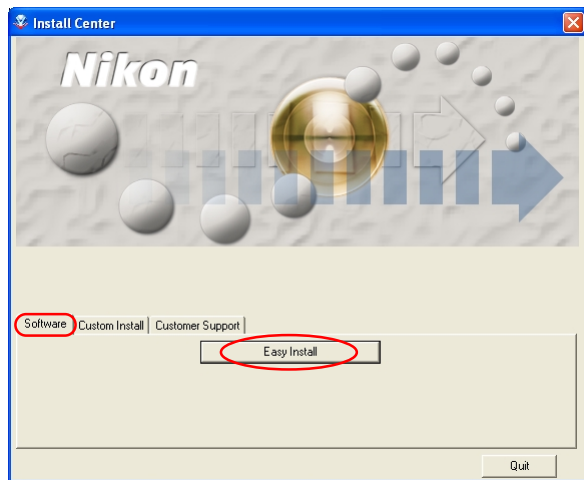 Install Center
Nikon
Software Custom Install Customer Support
Easy Install
Quit